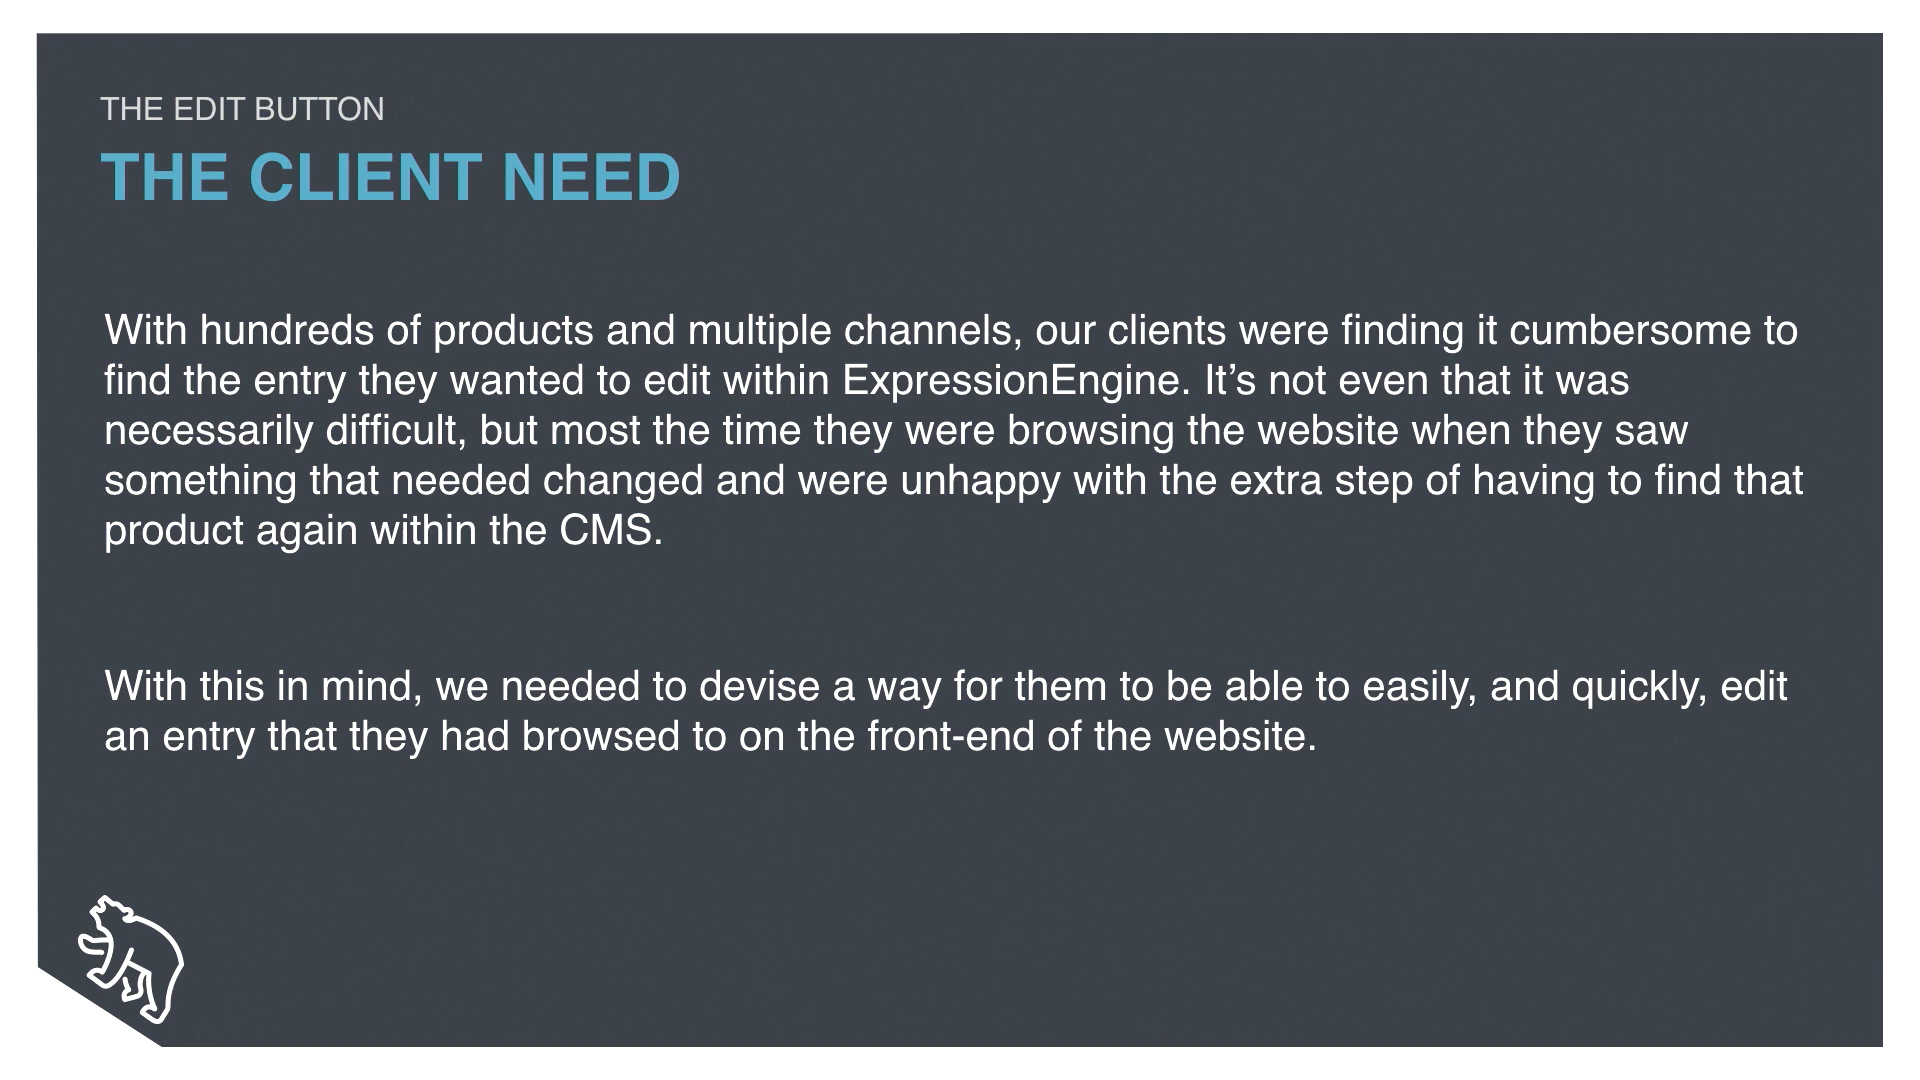 THE EDIT BUTTON
THE CLIENT NEED
With hundreds of products and multiple channels, our clients were finding it cumbersome to
find the entry they wanted to edit within ExpressionEngine. It’s not even that it was
necessarily difficult, but most the time they were browsing the website when they saw
something that needed changed and were unhappy with the extra step of having to find that
product again within the CMS.
With this in mind, we needed to devise a way for them to be able to easily, and quickly, edit
an entry that they had browsed to on the front-end of the website.